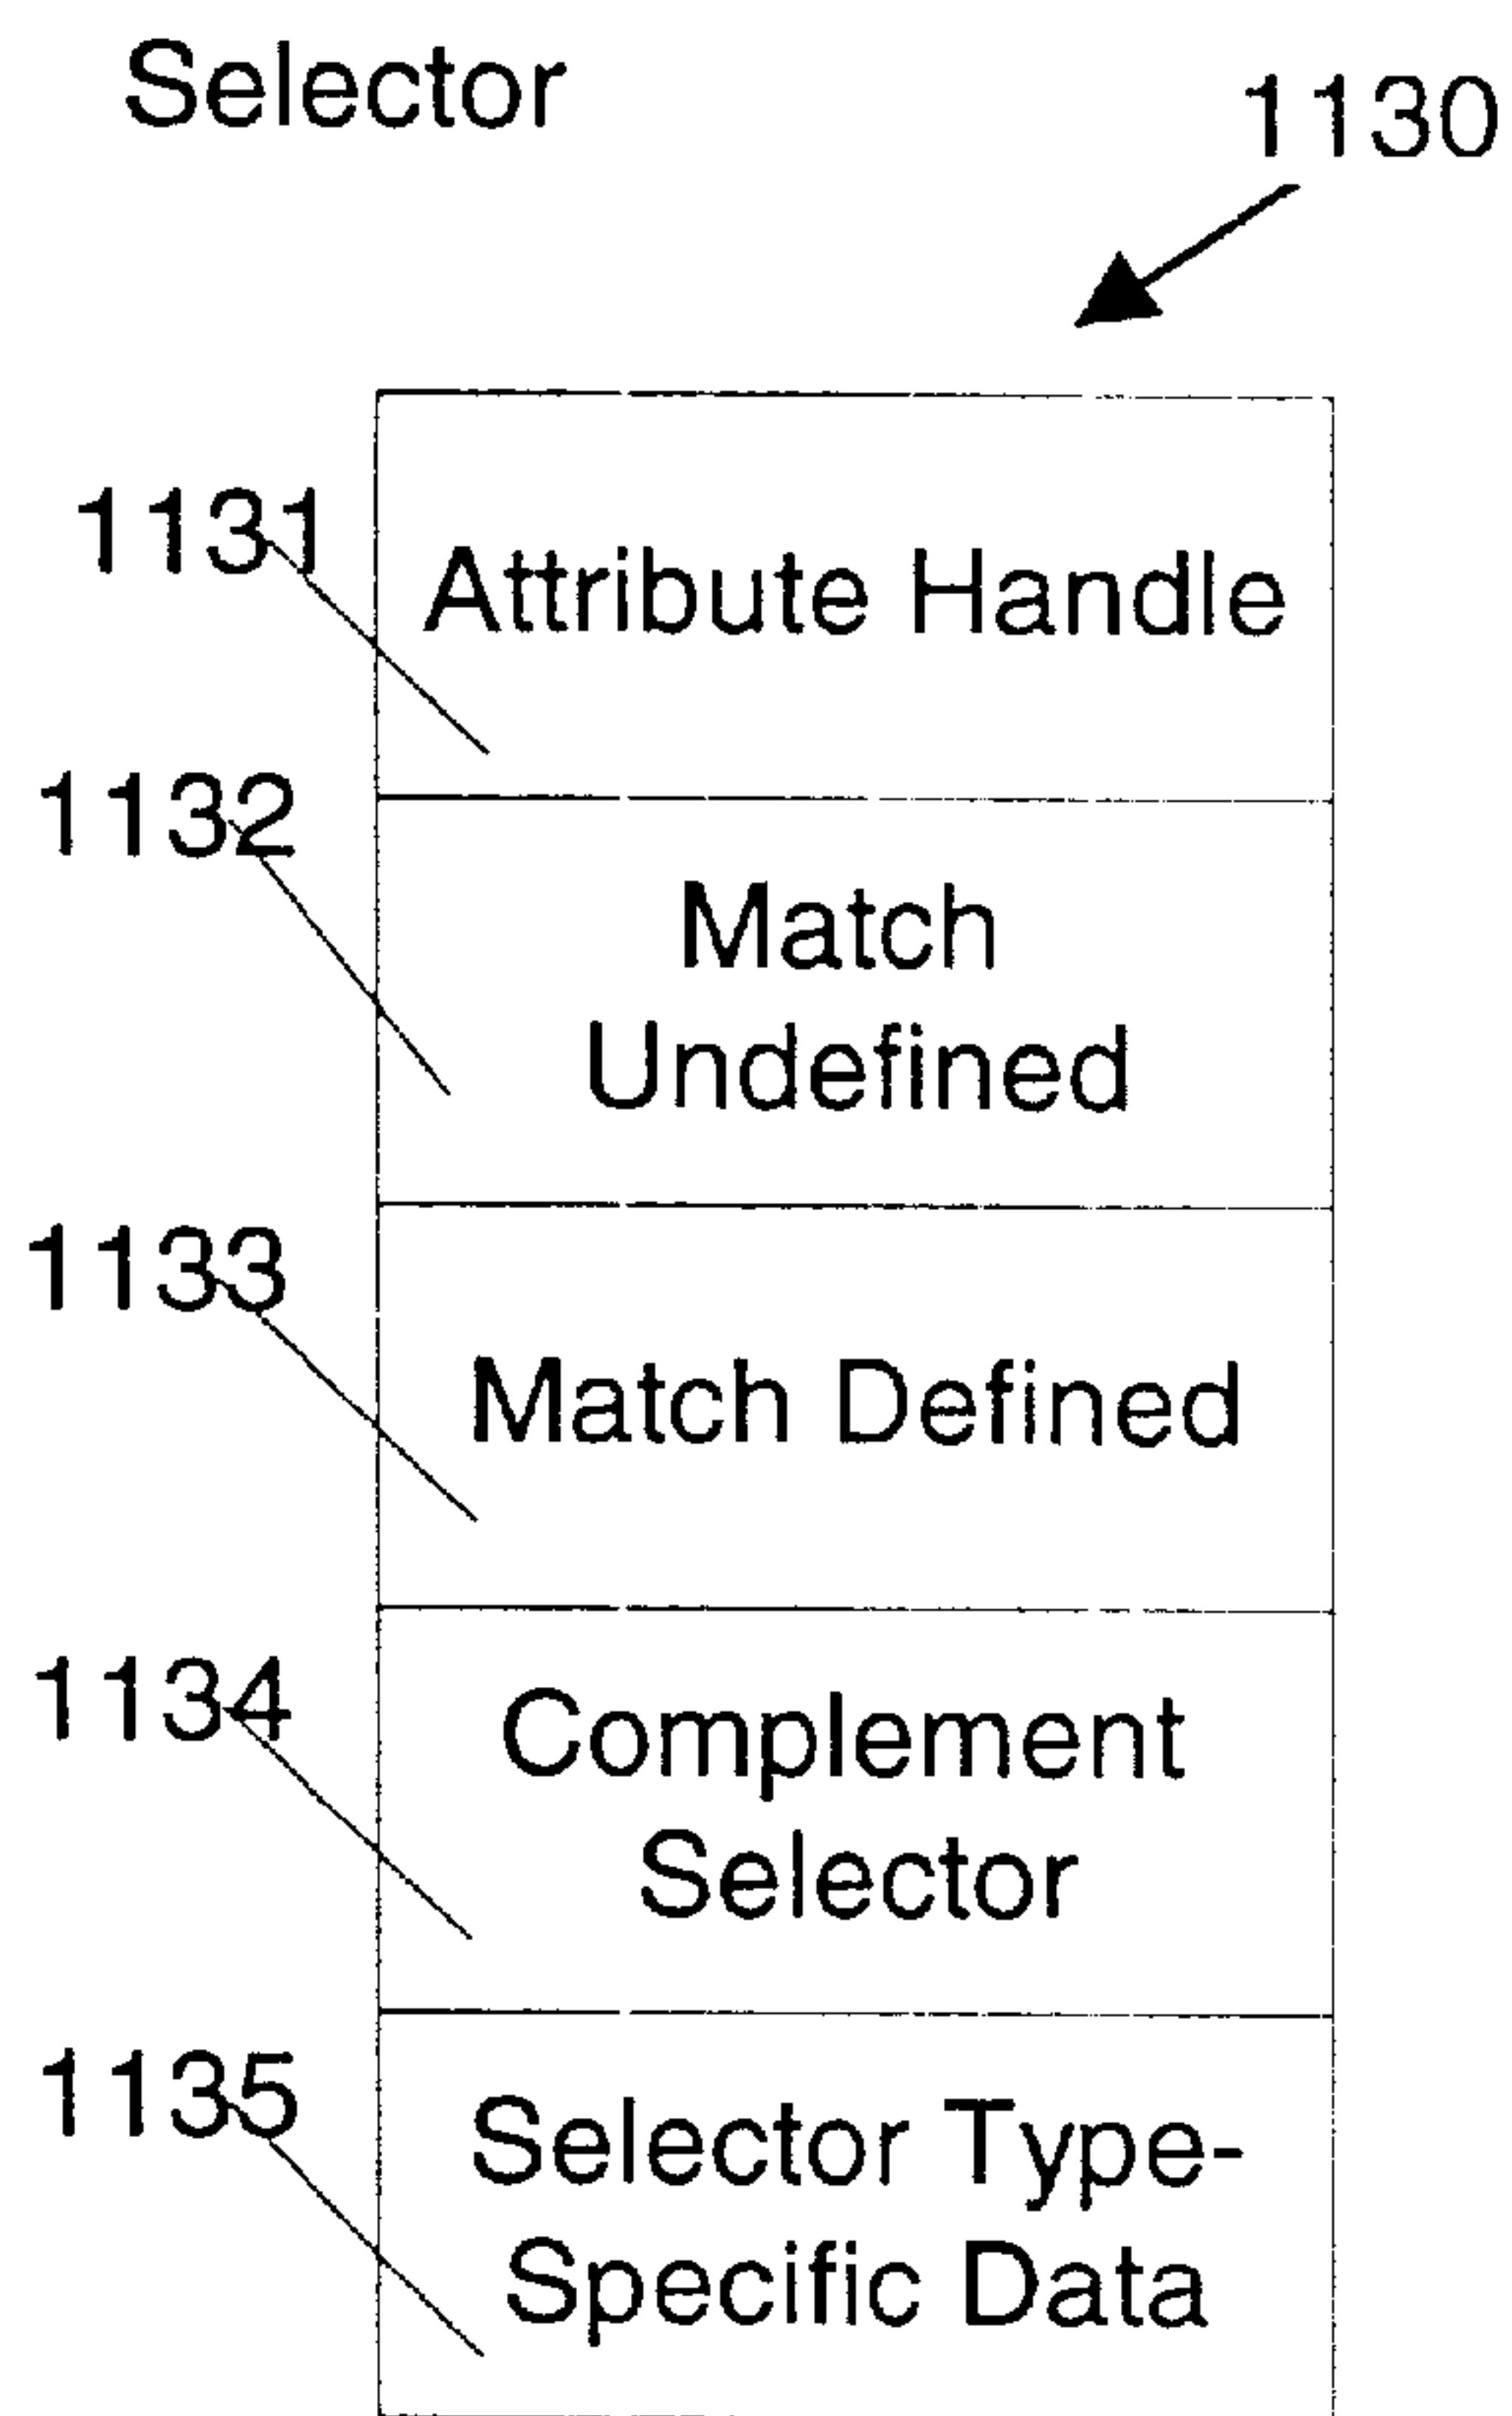 Selector
1130
1131
Attribute Handle
1132
Match
Undefined
1133
Match Defined
1134
Complement
Selector
1135
Selector Type-
Specific Data